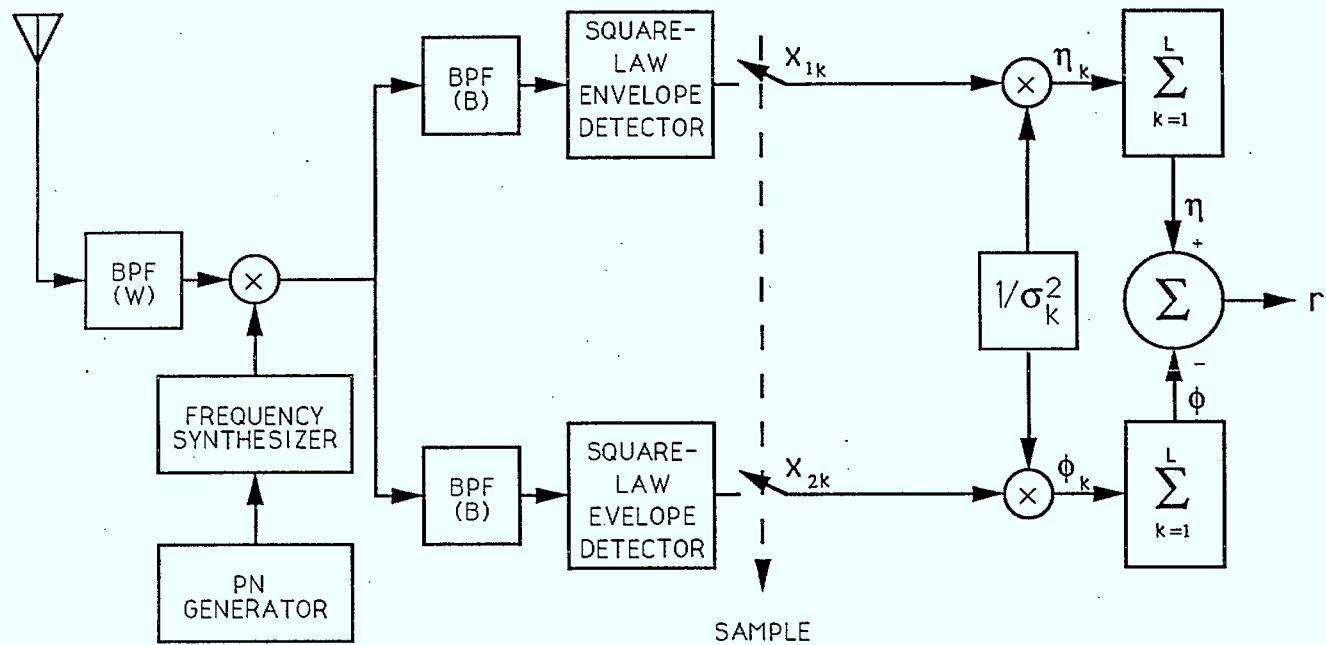 BPF
(W)
×
FREQUENCY
SYNTHESIZER
PN
GENERATOR
BPF
(B)
SQUARE-
LAW
ENVELOPE
DETECTOR
X1k
×
ηk
L
∑
k=1
η
+
1/σ²k
∑
r
-
ϕ
BPF
(B)
SQUARE-
LAW
EVELOPE
DETECTOR
X2k
×
ϕk
L
∑
k=1
SAMPLE